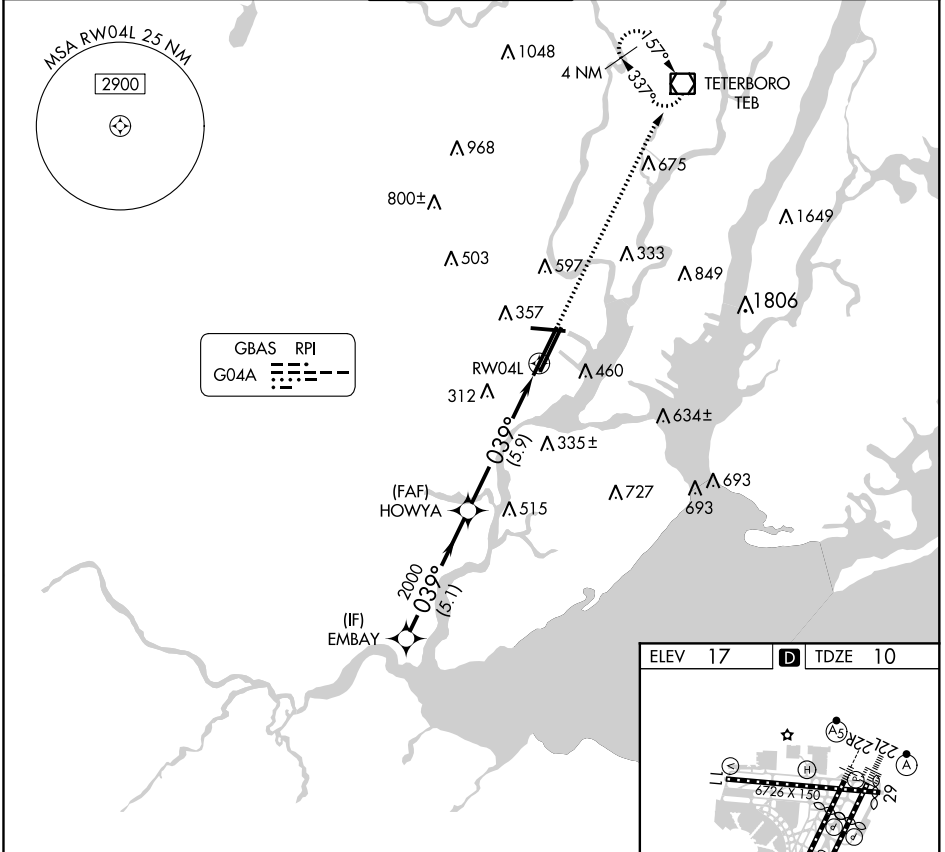 MSA RW04L 25 NM
2900
1048
4 NM
157°
337°
TETERBORO
TEB
968
675
800±
1649
503
597
333
849
1806
357
GBAS RPI
G04A
RW04L
460
312
634±
039°
(5.9)
335±
(FAF)
HOWYA
515
727
693
693
2000
039°
(5.1)
(IF)
EMBAY
ELEV 17
D
TDZE 10
A5
22R
22L
A
V
H
11
6726 X 150
29
P
P
P